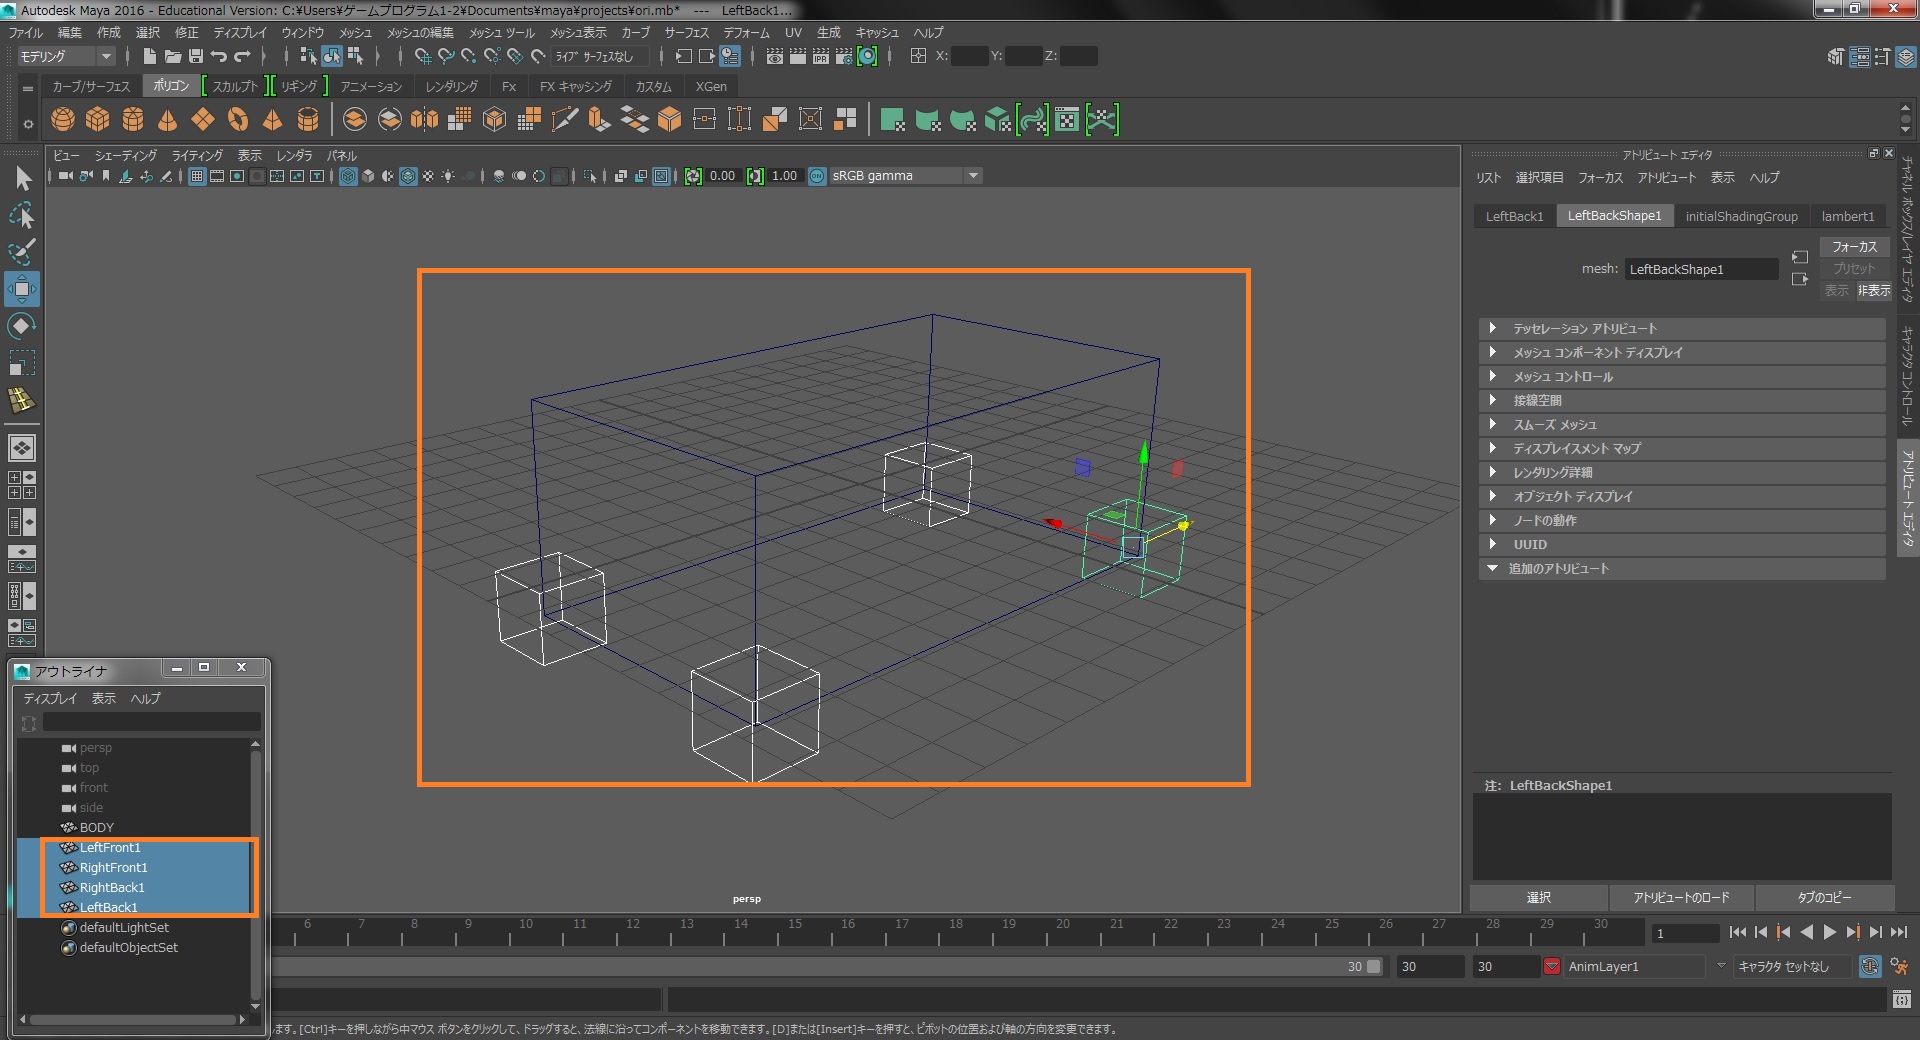 Autodesk Maya 2016 - Educational Version: C:¥Users¥ゲームプログラム1-2¥Documents¥maya¥projects¥ori.mb* --- LeftBack1...
ファイル 編集 作成 選択 修正 ディスプレイ ウィンドウ メッシュ メッシュの編集 メッシュ ツール メッシュ表示 カーブ サーフェス デフォーム UV 生成 キャッシュ ヘルプ
モデリング ライブ サーフェスなし IPR X: Y: Z:
カーブ/サーフェス ポリゴン スカルプト リギング アニメーション レンダリング Fx FX キャッシング カスタム XGen
ビュー シェーディング ライティング 表示 レンダラ パネル
0.00 1.00 ON sRGB gamma
persp
アトリビュート エディタ
リスト 選択項目 フォーカス アトリビュート 表示 ヘルプ
LeftBack1 LeftBackShape1 initialShadingGroup lambert1
フォーカス
mesh: LeftBackShape1
プリセット
表示 非表示
テッセレーション アトリビュート
メッシュ コンポーネント ディスプレイ
メッシュ コントロール
接線空間
スムーズ メッシュ
ディスプレイスメント マップ
レンダリング詳細
オブジェクト ディスプレイ
ノードの動作
UUID
追加のアトリビュート
注: LeftBackShape1
選択 アトリビュートのロード タブのコピー
チャネル ボックス/レイヤ エディタ
キャラクタ コントロール
アトリビュート エディタ
アウトライナ
ディスプレイ 表示 ヘルプ
persp
top
front
side
BODY
LeftFront1
RightFront1
RightBack1
LeftBack1
defaultLightSet
defaultObjectSet
6 7 8 9 10 11 12 13 14 15 16 17 18 19 20 21 22 23 24 25 26 27 28 29 30
1
30 30 30 AnimLayer1 キャラクタ セットなし
ます。[Ctrl]キーを押しながら中マウス ボタンをクリックして、ドラッグすると、法線に沿ってコンポーネントを移動できます。[D]または[Insert]キーを押すと、ピボットの位置および軸の方向を変更できます。